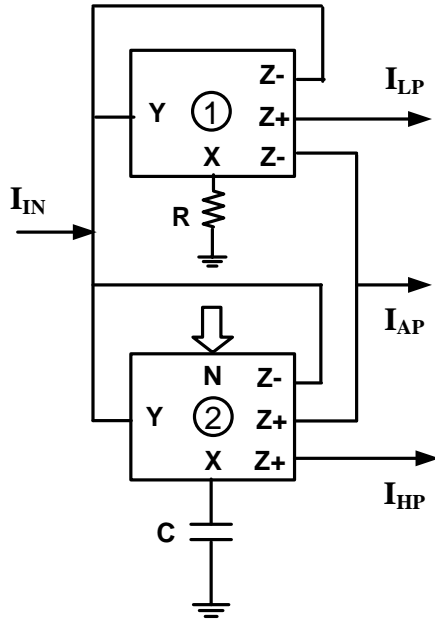 Z-
I_LP
Y
1
Z+
X
Z-
I_IN
R
I_AP
N
Z-
Y
2
Z+
X
Z+
I_HP
C